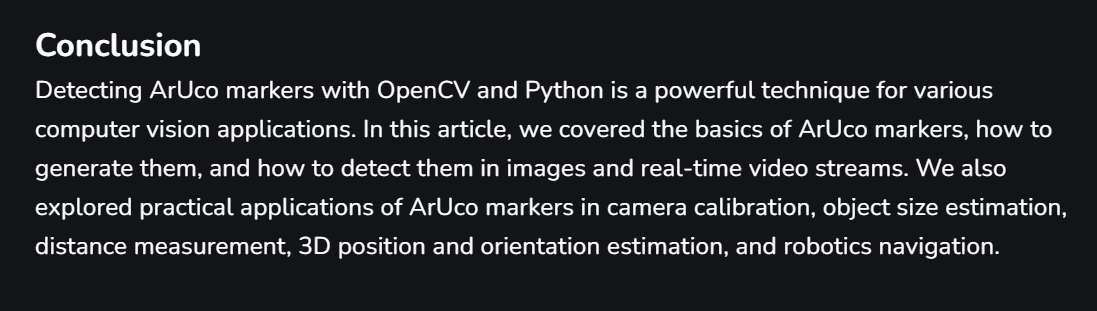 Conclusion
Detecting ArUco markers with OpenCV and Python is a powerful technique for various
computer vision applications. In this article, we covered the basics of ArUco markers, how to
generate them, and how to detect them in images and real-time video streams. We also
explored practical applications of ArUco markers in camera calibration, object size estimation,
distance measurement, 3D position and orientation estimation, and robotics navigation.